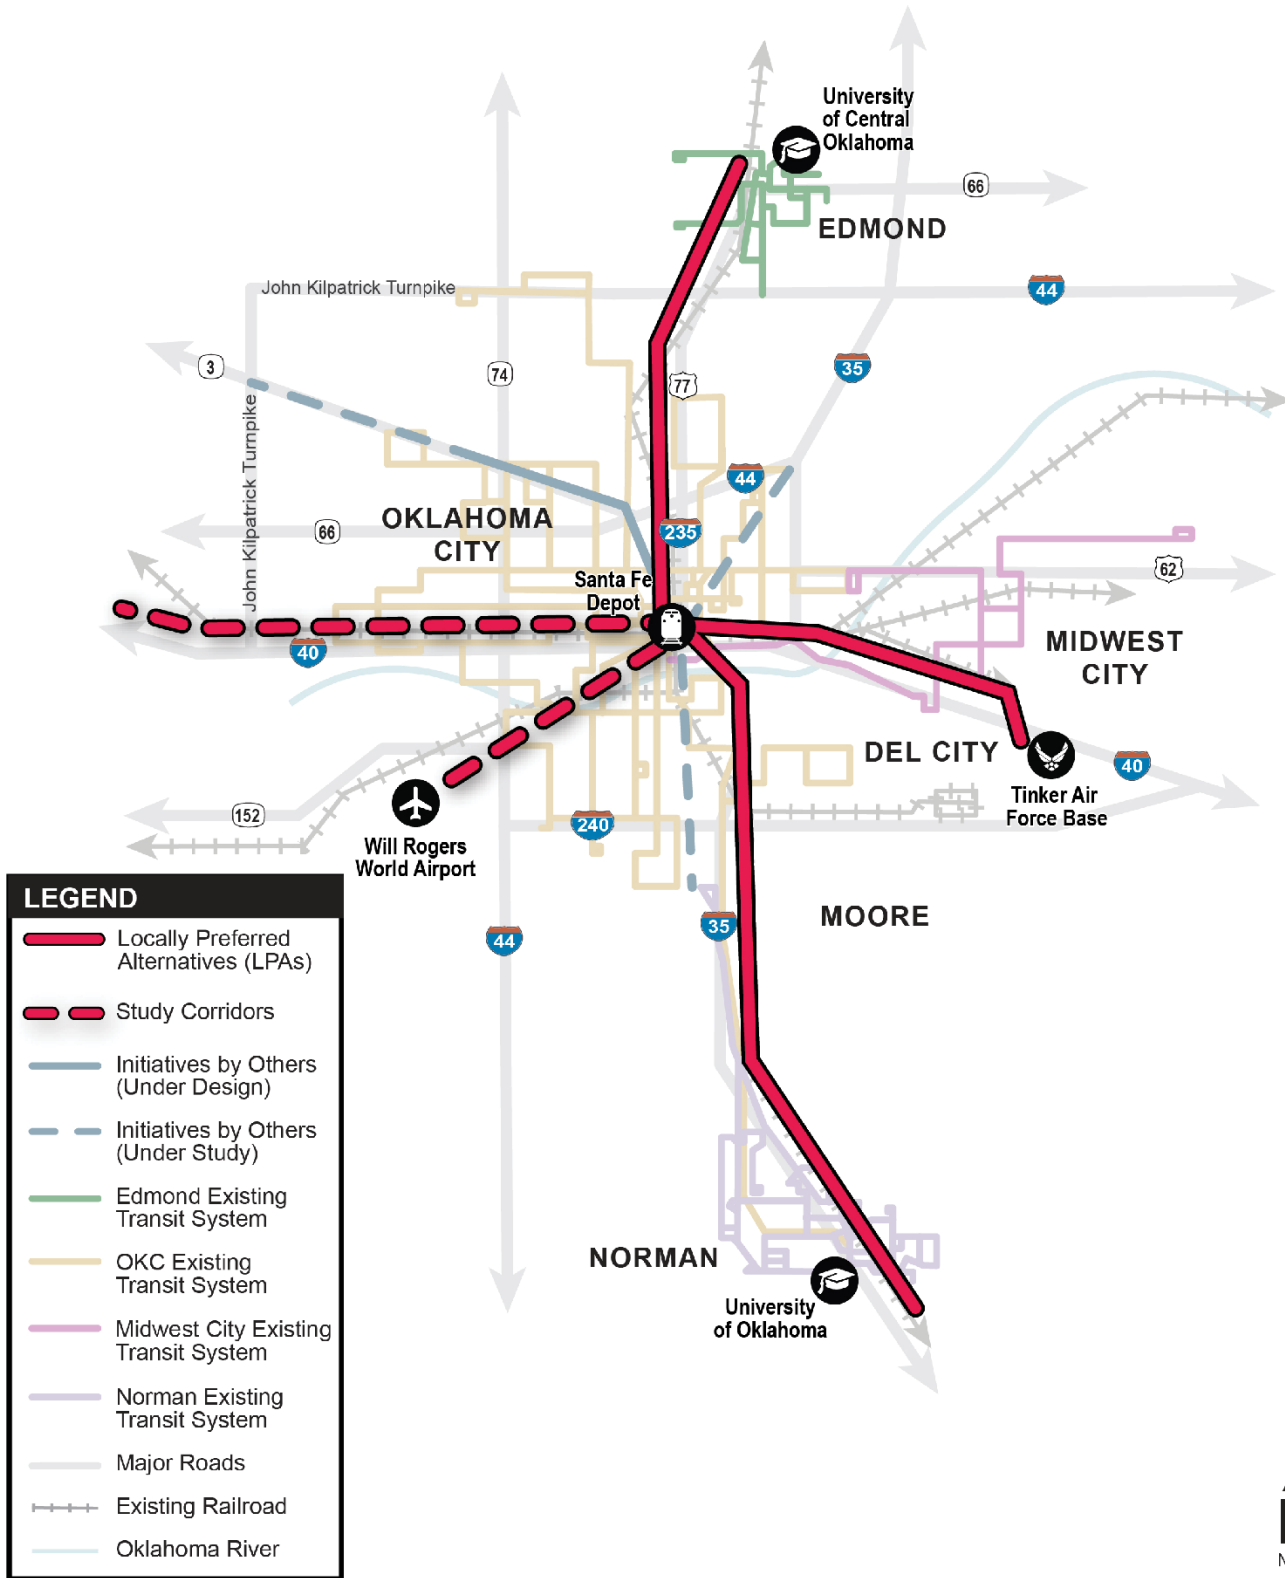 University
of Central
Oklahoma
66
EDMOND
John Kilpatrick Turnpike
44
3
74
77
35
John Kilpatrick Turnpike
44
OKLAHOMA
CITY
66
235
62
Santa Fe
Depot
40
MIDWEST
CITY
DEL CITY
40
Tinker Air
Force Base
152
240
Will Rogers
World Airport
MOORE
35
44
NORMAN
University
of Oklahoma
LEGEND
Locally Preferred
Alternatives (LPAs)
Study Corridors
Initiatives by Others
(Under Design)
Initiatives by Others
(Under Study)
Edmond Existing
Transit System
OKC Existing
Transit System
Midwest City Existing
Transit System
Norman Existing
Transit System
Major Roads
Existing Railroad
Oklahoma River
N